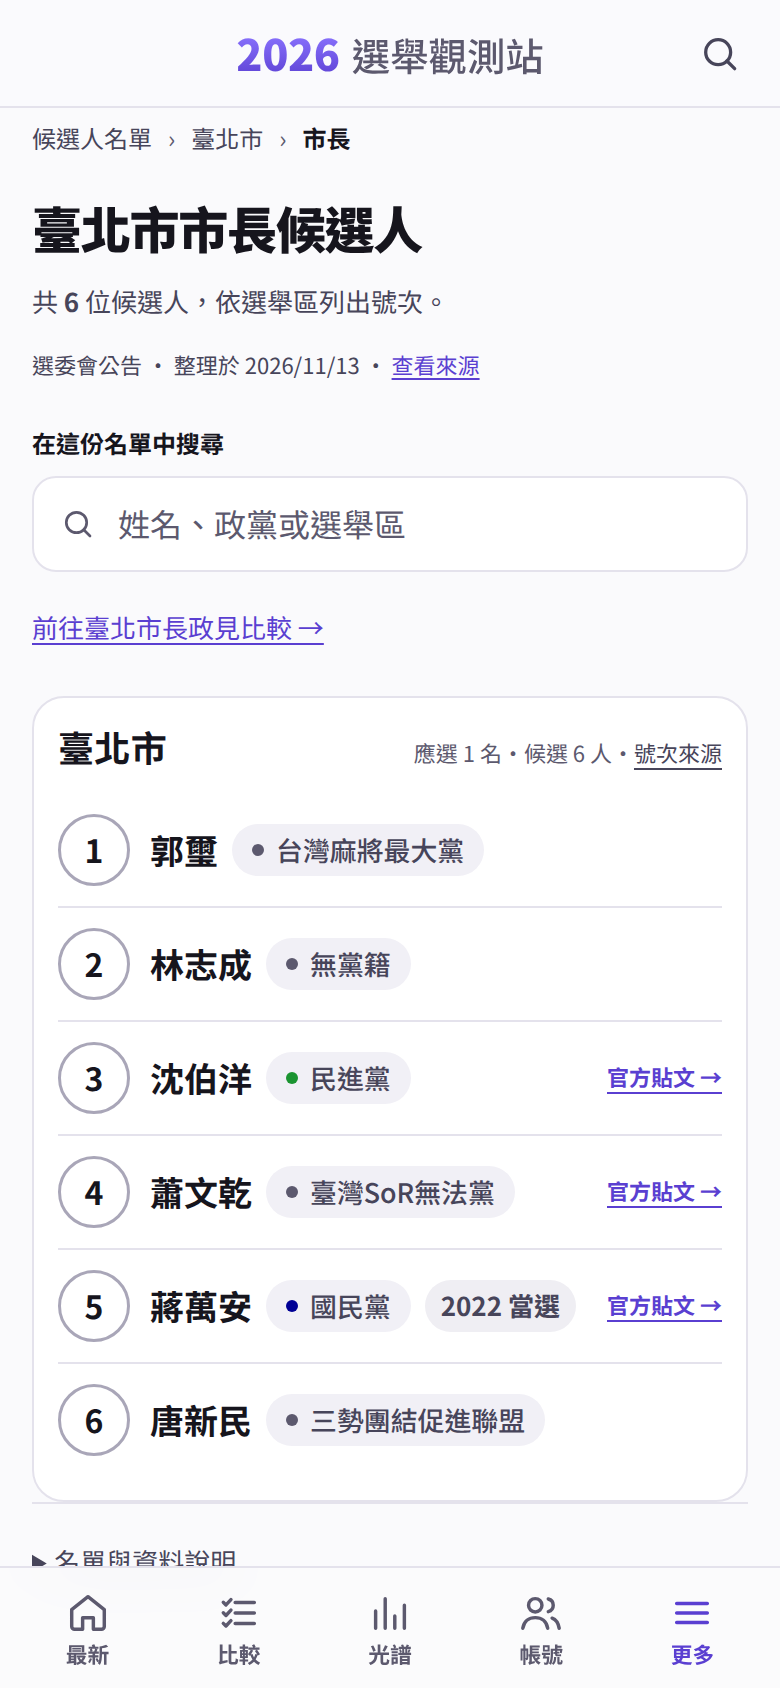 2026 選舉觀測站
候選人名單 › 臺北市 › 市長
臺北市市長候選人
共 6 位候選人，依選舉區列出號次。
選委會公告 · 整理於 2026/11/13 · 查看來源
在這份名單中搜尋
姓名、政黨或選舉區
前往臺北市長政見比較 →
臺北市 應選 1 名·候選 6 人·號次來源
1 郭璽 台灣麻將最大黨
2 林志成 無黨籍
3 沈伯洋 民進黨 官方貼文 →
4 蕭文乾 臺灣SoR無法黨 官方貼文 →
5 蔣萬安 國民黨 2022 當選 官方貼文 →
6 唐新民 三勢團結促進聯盟
▶ 名單與資料說明
最新 比較 光譜 帳號 更多